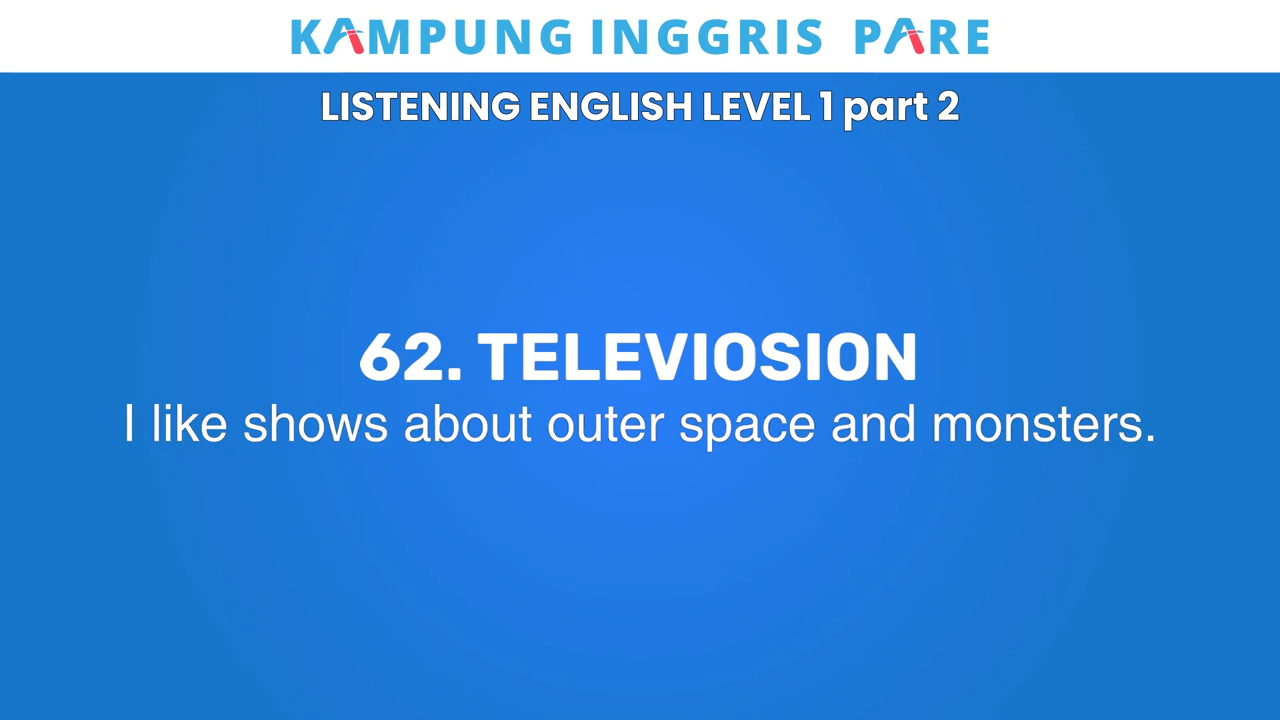 KAMPUNG INGGRIS PARE
LISTENING ENGLISH LEVEL 1 part 2
62. TELEVIOSION
I like shows about outer space and monsters.